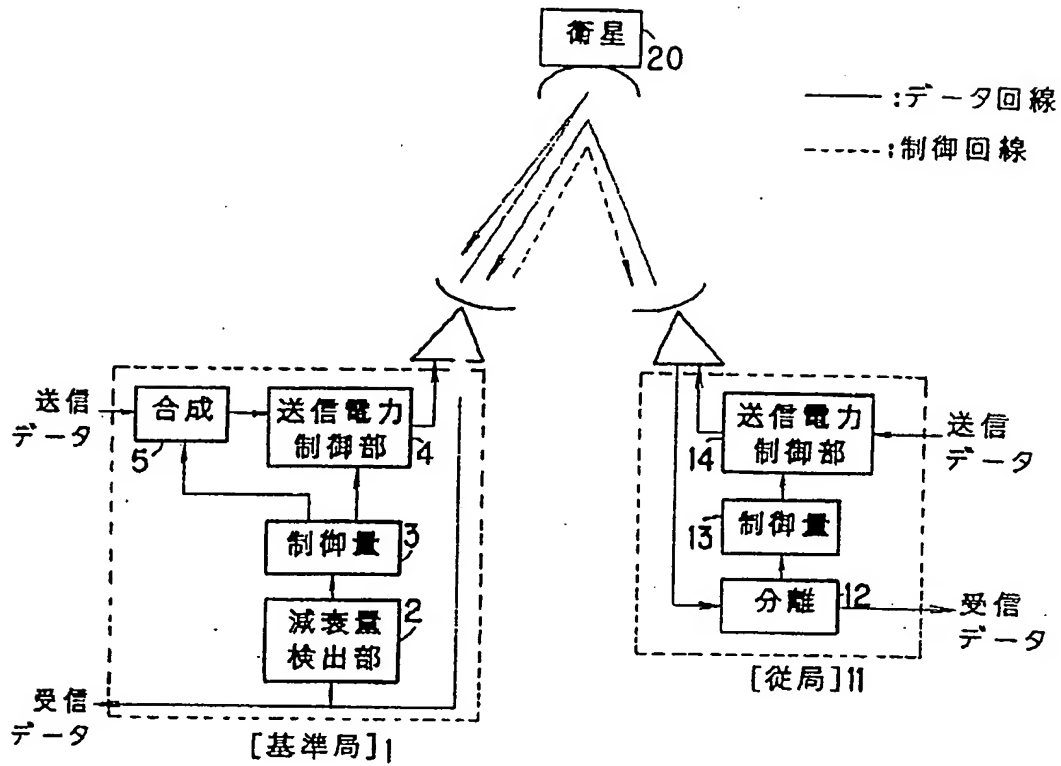 衛星
20
———:データ回線
-----:制御回線
送信
データ
合成
5
送信電力
制御部
4
制御量
3
減衰量
検出部
2
受信
データ
[基準局]1
送信電力
制御部
14
送信
データ
制御量
13
分離
12
受信
データ
[従局]11